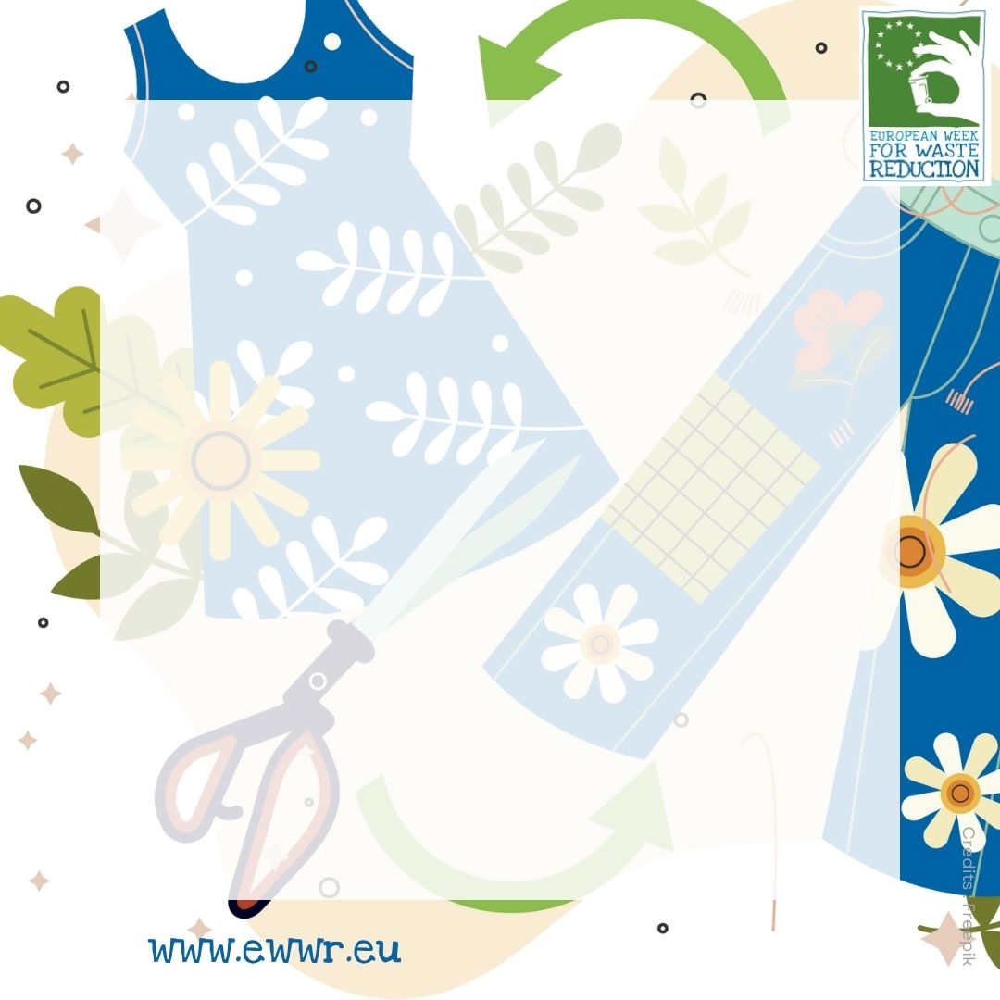 EUROPEAN WEEK
FOR WASTE
REDUCTION
Credits : Freepik
www.ewwr.eu